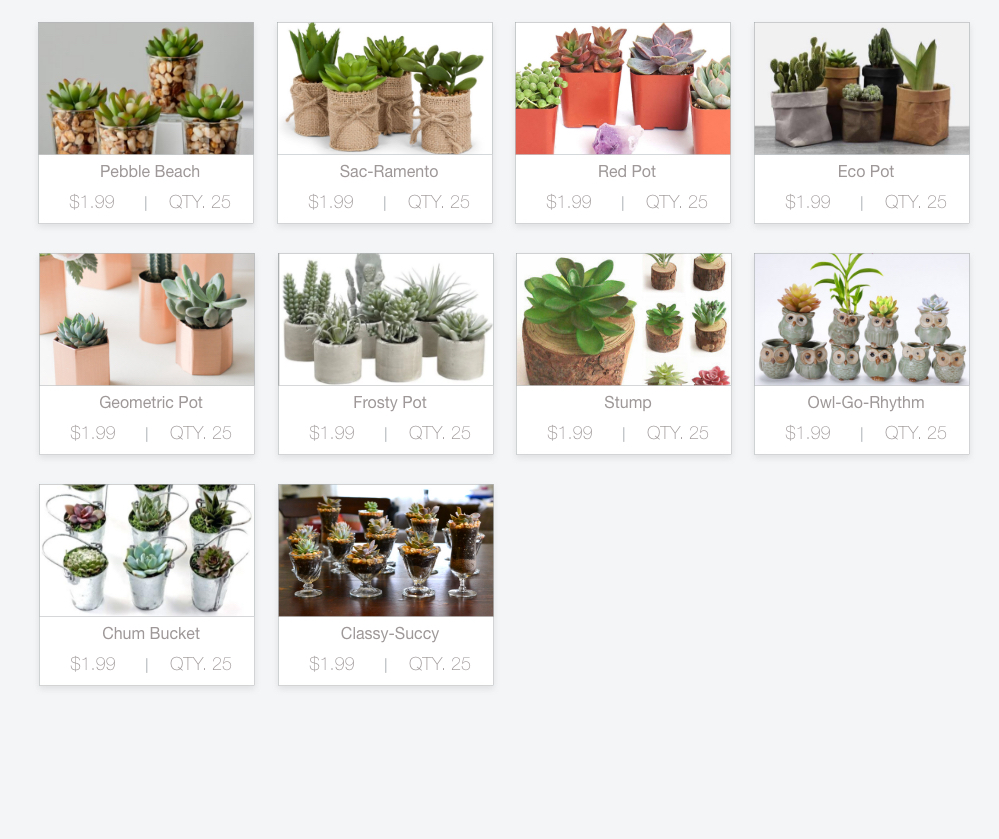 Pebble Beach
$1.99 | QTY. 25
Sac-Ramento
$1.99 | QTY. 25
Red Pot
$1.99 | QTY. 25
Eco Pot
$1.99 | QTY. 25
Geometric Pot
$1.99 | QTY. 25
Frosty Pot
$1.99 | QTY. 25
Stump
$1.99 | QTY. 25
Owl-Go-Rhythm
$1.99 | QTY. 25
Chum Bucket
$1.99 | QTY. 25
Classy-Succy
$1.99 | QTY. 25